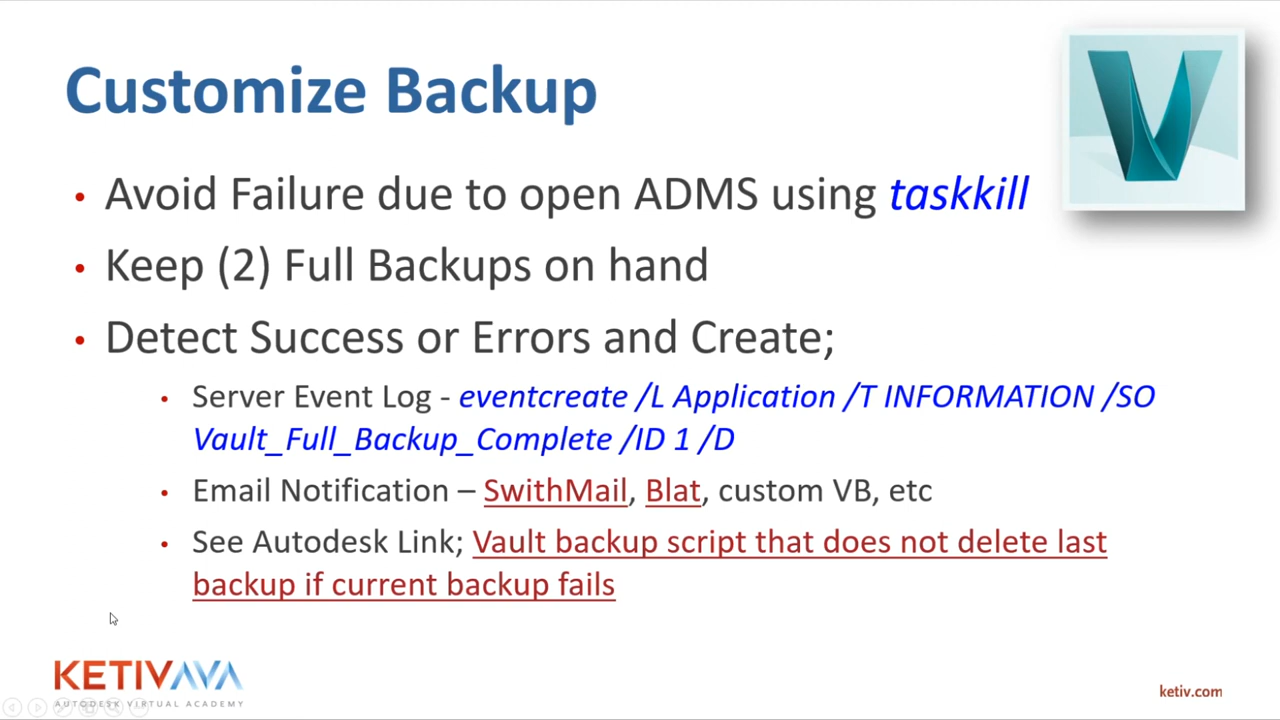 Customize Backup
• Avoid Failure due to open ADMS using taskkill
• Keep (2) Full Backups on hand
• Detect Success or Errors and Create;
• Server Event Log - eventcreate /L Application /T INFORMATION /SO
Vault_Full_Backup_Complete /ID 1 /D
• Email Notification – SwithMail, Blat, custom VB, etc
• See Autodesk Link; Vault backup script that does not delete last
backup if current backup fails
KETIVAVA
AUTODESK VIRTUAL ACADEMY
ketiv.com